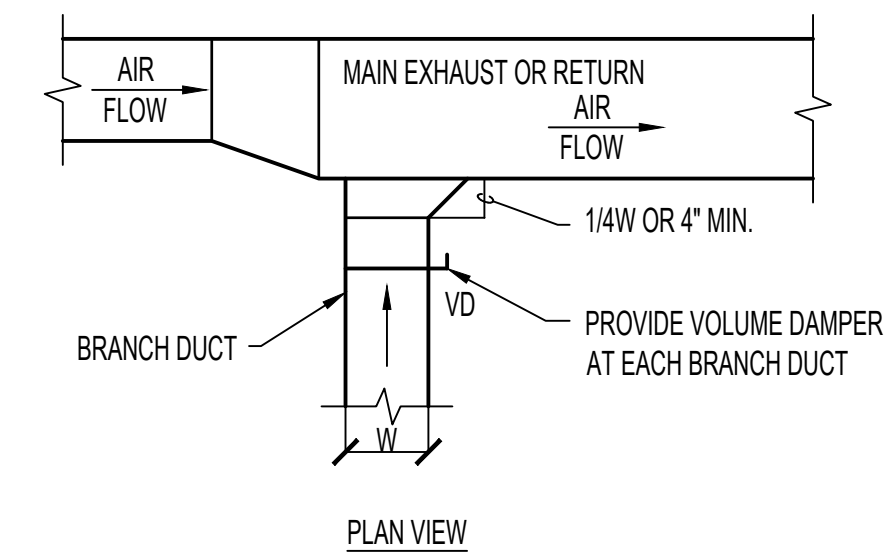 AIR
FLOW
MAIN EXHAUST OR RETURN
AIR
FLOW
1/4W OR 4" MIN.
VD
PROVIDE VOLUME DAMPER
AT EACH BRANCH DUCT
BRANCH DUCT
W
PLAN VIEW